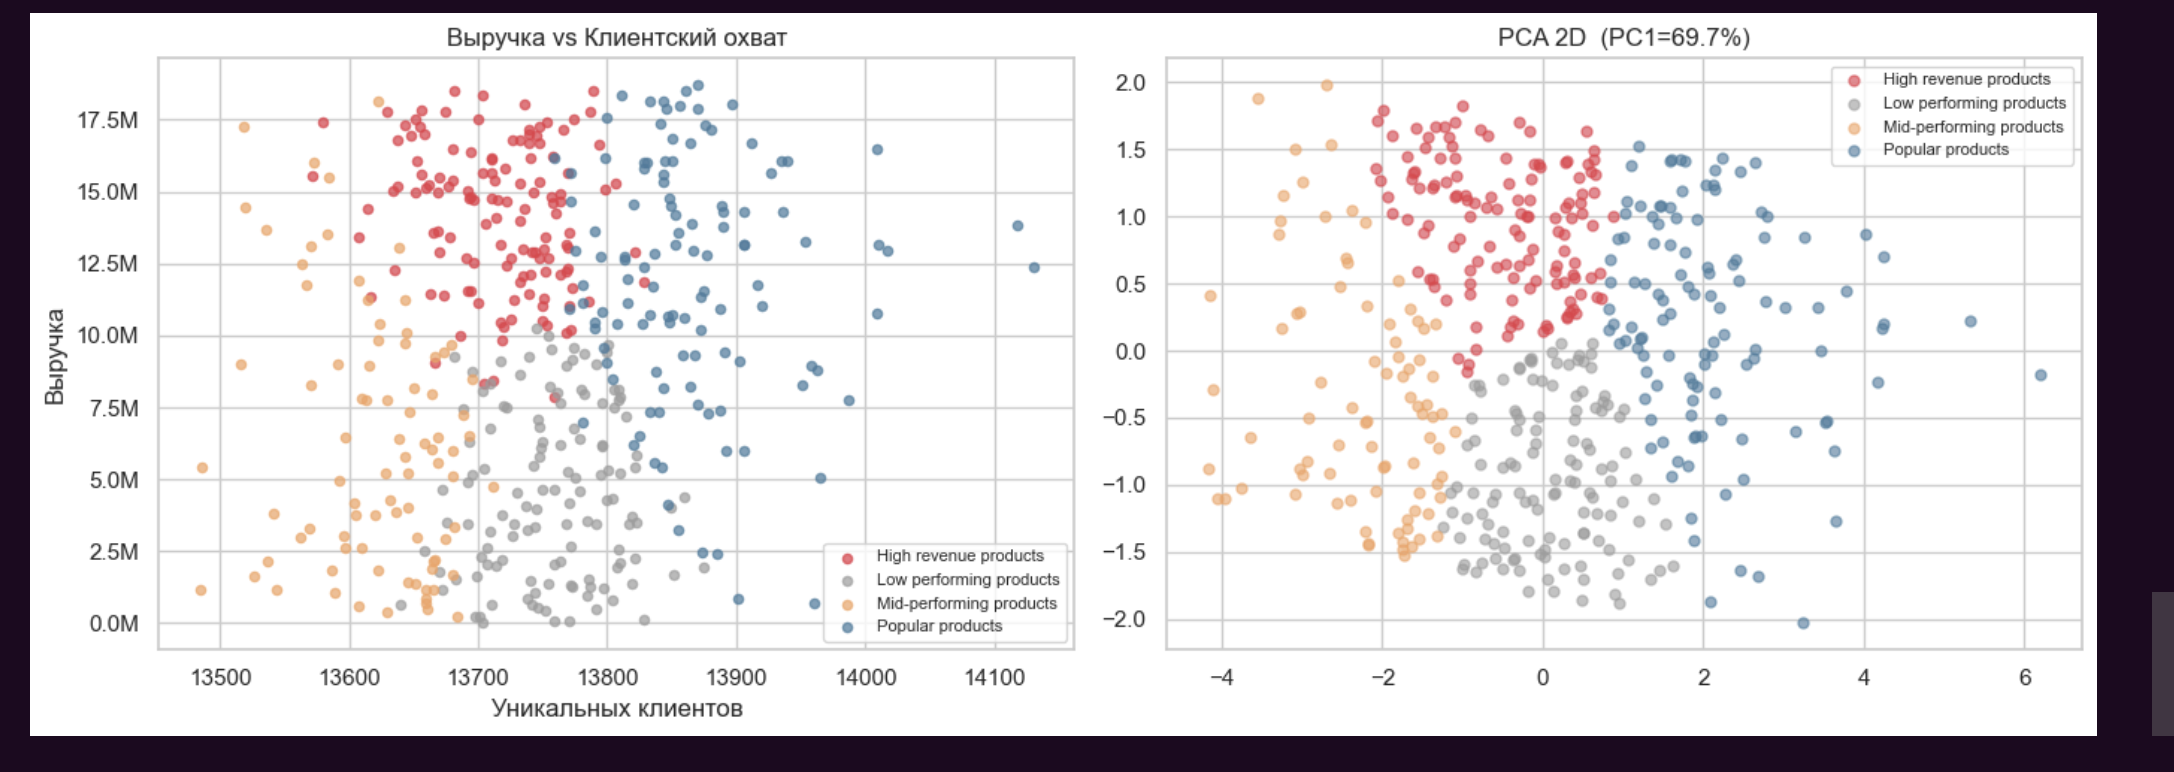 Выручка vs Клиентский охват
17.5M
15.0M
12.5M
10.0M
7.5M
5.0M
2.5M
0.0M
Выручка
13500 13600 13700 13800 13900 14000 14100
Уникальных клиентов
High revenue products
Low performing products
Mid-performing products
Popular products
PCA 2D (PC1=69.7%)
2.0
1.5
1.0
0.5
0.0
−0.5
−1.0
−1.5
−2.0
−4 −2 0 2 4 6
High revenue products
Low performing products
Mid-performing products
Popular products